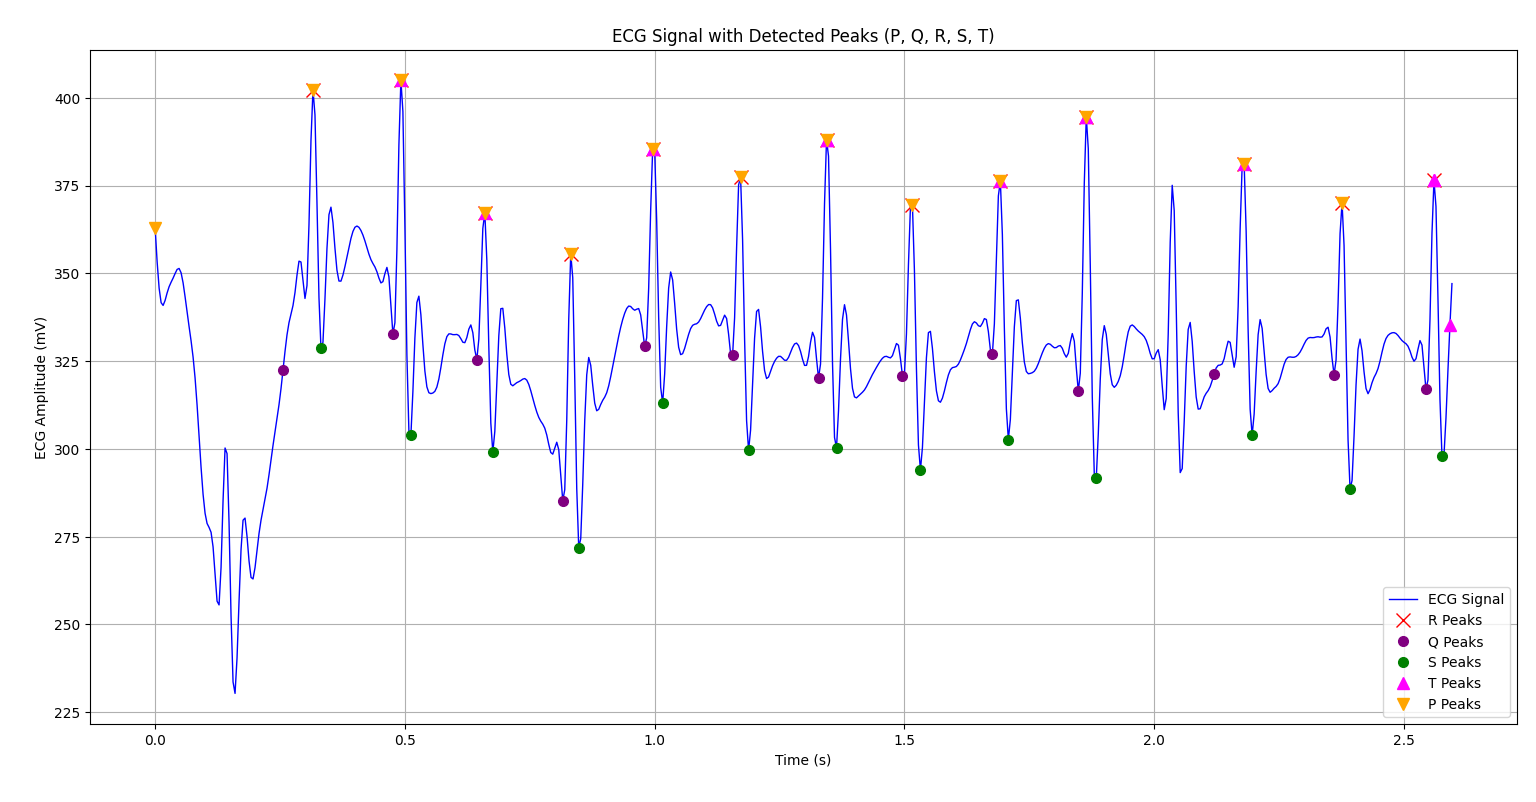 ECG Signal with Detected Peaks (P, Q, R, S, T)
ECG Amplitude (mV)
400
375
350
325
300
275
250
225
0.0 0.5 1.0 1.5 2.0 2.5
Time (s)
ECG Signal
R Peaks
Q Peaks
S Peaks
T Peaks
P Peaks